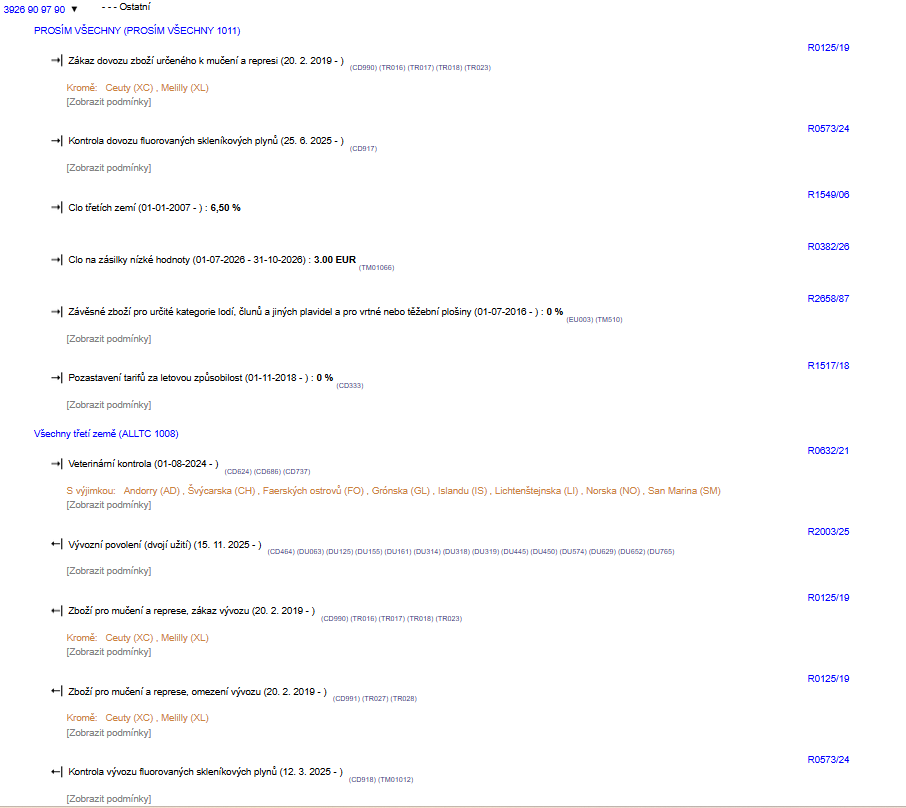 3926 90 97 90 ▼ - - - Ostatní
PROSÍM VŠECHNY (PROSÍM VŠECHNY 1011)
R0125/19
Zákaz dovozu zboží určeného k mučení a represi (20. 2. 2019 - ) (CD990) (TR016) (TR017) (TR018) (TR023)
Kromě: Ceuty (XC) , Melilly (XL)
[Zobrazit podmínky]
R0573/24
Kontrola dovozu fluorovaných skleníkových plynů (25. 6. 2025 - ) (CD917)
[Zobrazit podmínky]
R1549/06
Clo třetích zemí (01-01-2007 - ) : 6,50 %
R0382/26
Clo na zásilky nízké hodnoty (01-07-2026 - 31-10-2026) : 3.00 EUR (TM01066)
R2658/87
Závěsné zboží pro určité kategorie lodí, člunů a jiných plavidel a pro vrtné nebo těžební plošiny (01-07-2016 - ) : 0 % (EU003) (TM510)
[Zobrazit podmínky]
R1517/18
Pozastavení tarifů za letovou způsobilost (01-11-2018 - ) : 0 % (CD333)
[Zobrazit podmínky]
Všechny třetí země (ALLTC 1008)
R0632/21
Veterinární kontrola (01-08-2024 - ) (CD624) (CD686) (CD737)
S výjimkou: Andorry (AD) , Švýcarska (CH) , Faerských ostrovů (FO) , Grónska (GL) , Islandu (IS) , Lichtenštejnska (LI) , Norska (NO) , San Marina (SM)
[Zobrazit podmínky]
R2003/25
Vývozní povolení (dvojí užití) (15. 11. 2025 - ) (CD464) (DU063) (DU125) (DU155) (DU161) (DU314) (DU318) (DU319) (DU445) (DU450) (DU574) (DU629) (DU652) (DU765)
[Zobrazit podmínky]
R0125/19
Zboží pro mučení a represe, zákaz vývozu (20. 2. 2019 - ) (CD990) (TR016) (TR017) (TR018) (TR023)
Kromě: Ceuty (XC) , Melilly (XL)
[Zobrazit podmínky]
R0125/19
Zboží pro mučení a represe, omezení vývozu (20. 2. 2019 - ) (CD991) (TR027) (TR028)
Kromě: Ceuty (XC) , Melilly (XL)
[Zobrazit podmínky]
R0573/24
Kontrola vývozu fluorovaných skleníkových plynů (12. 3. 2025 - ) (CD918) (TM01012)
[Zobrazit podmínky]